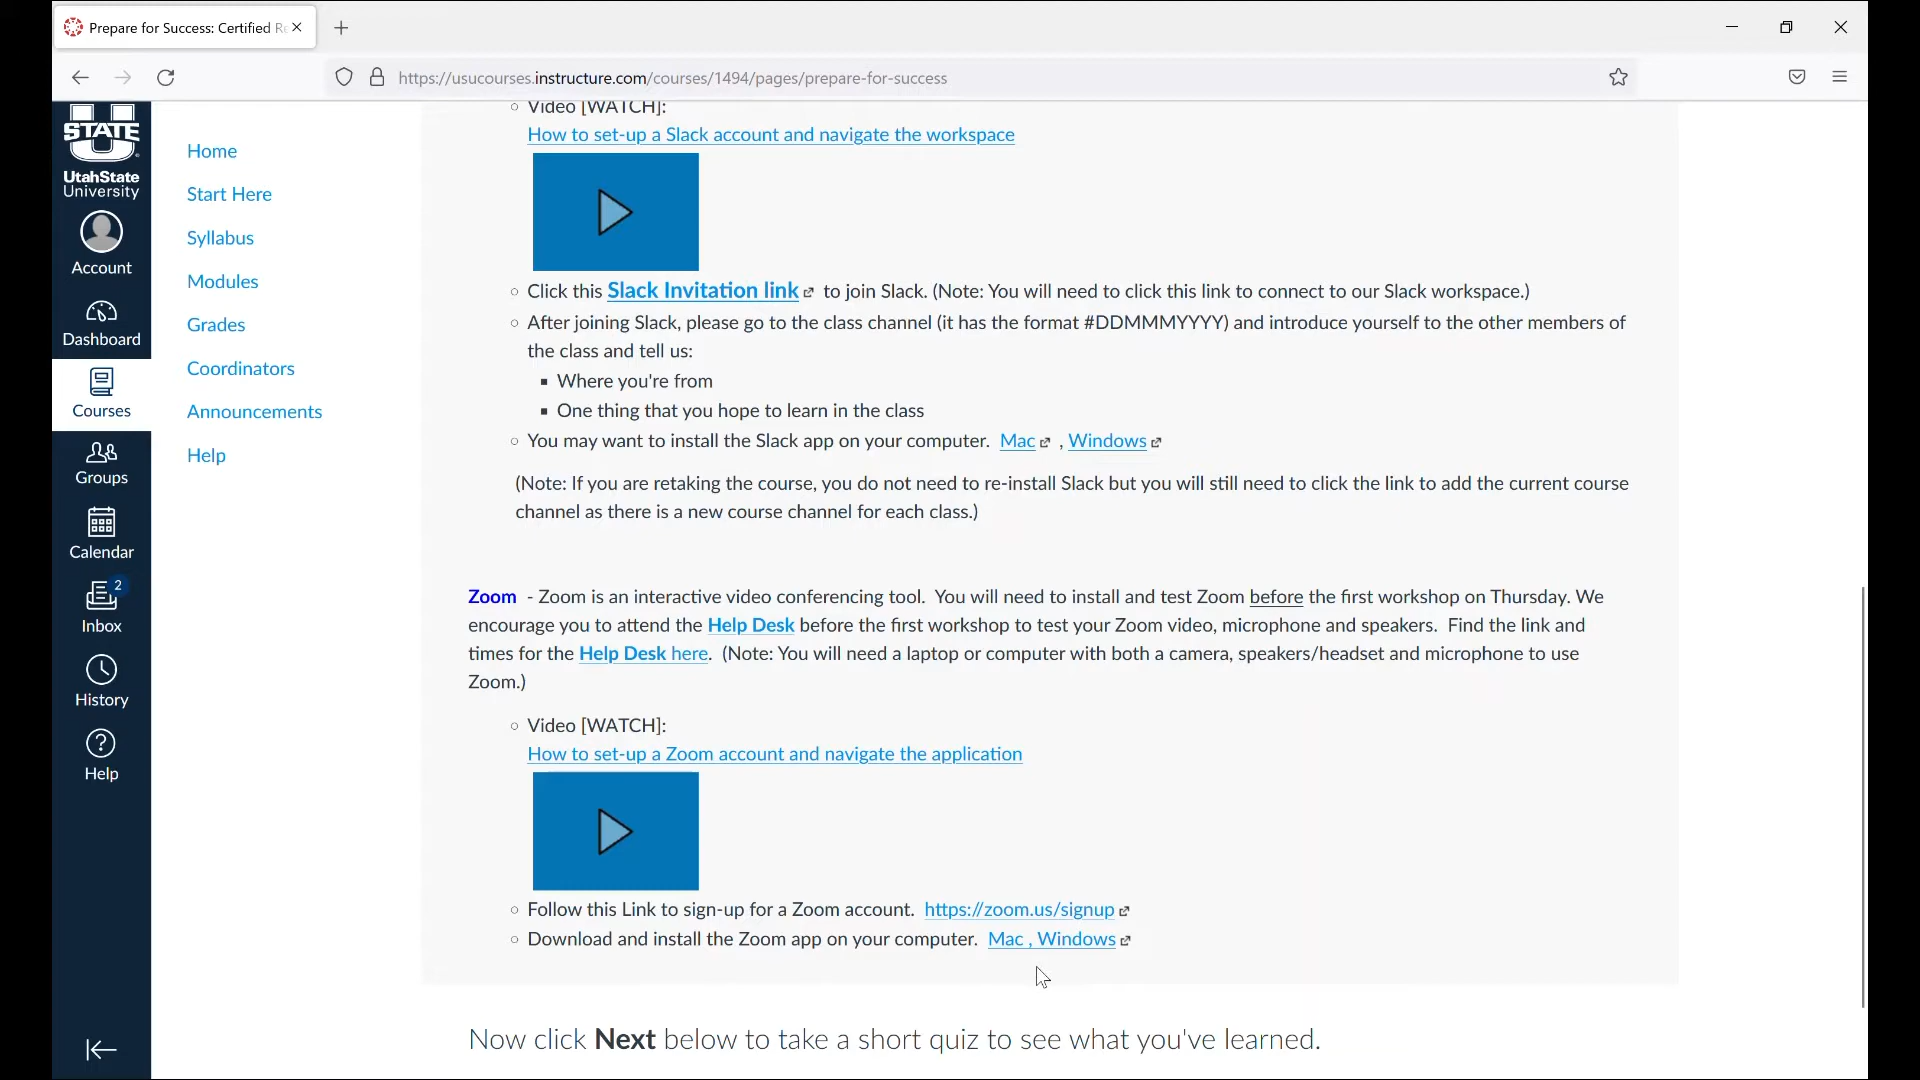 Prepare for Success: Certified Re
https://usucourses.instructure.com/courses/1494/pages/prepare-for-success
STATE
UtahState
University
Account
Dashboard
Courses
Groups
Calendar
2
Inbox
History
Help
Home
Start Here
Syllabus
Modules
Grades
Coordinators
Announcements
Help
Video [WATCH]:
How to set-up a Slack account and navigate the workspace
Click this Slack Invitation link to join Slack. (Note: You will need to click this link to connect to our Slack workspace.)
After joining Slack, please go to the class channel (it has the format #DDMMMYYYY) and introduce yourself to the other members of
the class and tell us:
Where you're from
One thing that you hope to learn in the class
You may want to install the Slack app on your computer. Mac , Windows
(Note: If you are retaking the course, you do not need to re-install Slack but you will still need to click the link to add the current course
channel as there is a new course channel for each class.)
Zoom - Zoom is an interactive video conferencing tool. You will need to install and test Zoom before the first workshop on Thursday. We
encourage you to attend the Help Desk before the first workshop to test your Zoom video, microphone and speakers. Find the link and
times for the Help Desk here. (Note: You will need a laptop or computer with both a camera, speakers/headset and microphone to use
Zoom.)
Video [WATCH]:
How to set-up a Zoom account and navigate the application
Follow this Link to sign-up for a Zoom account. https://zoom.us/signup
Download and install the Zoom app on your computer. Mac , Windows
Now click Next below to take a short quiz to see what you've learned.